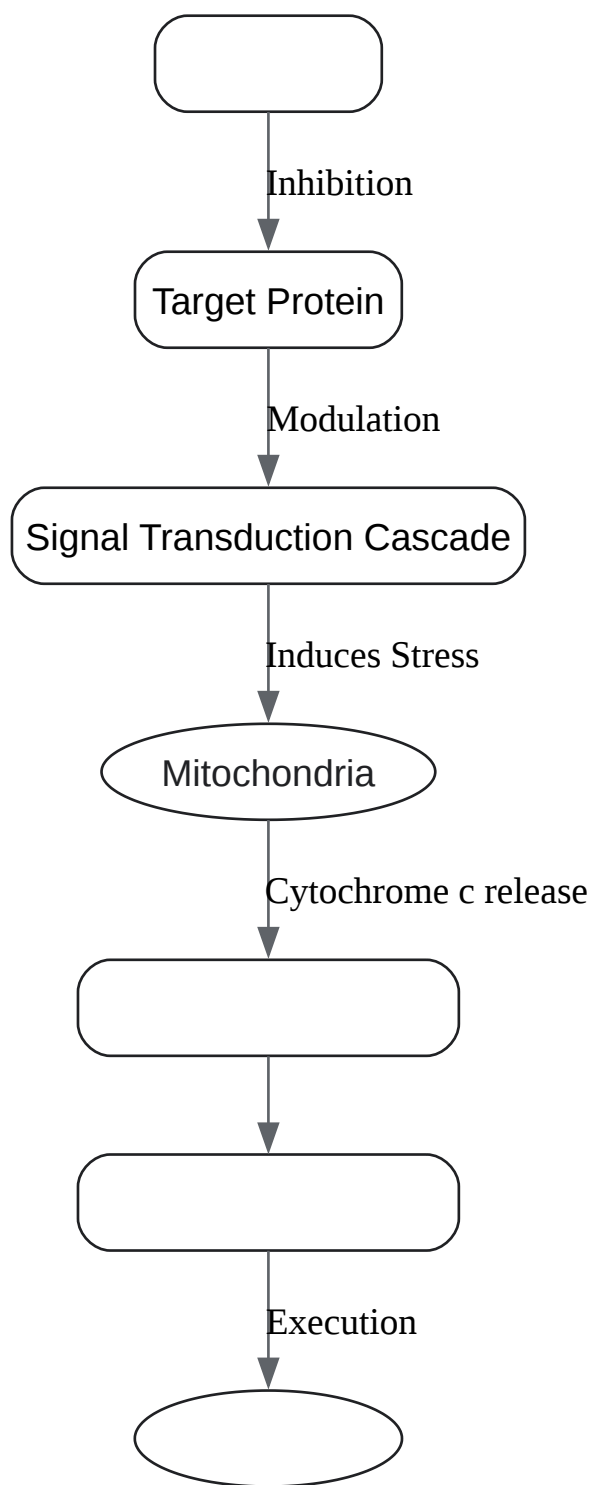 Inhibition
Target Protein
Modulation
Signal Transduction Cascade
Induces Stress
Mitochondria
Cytochrome c release
Execution